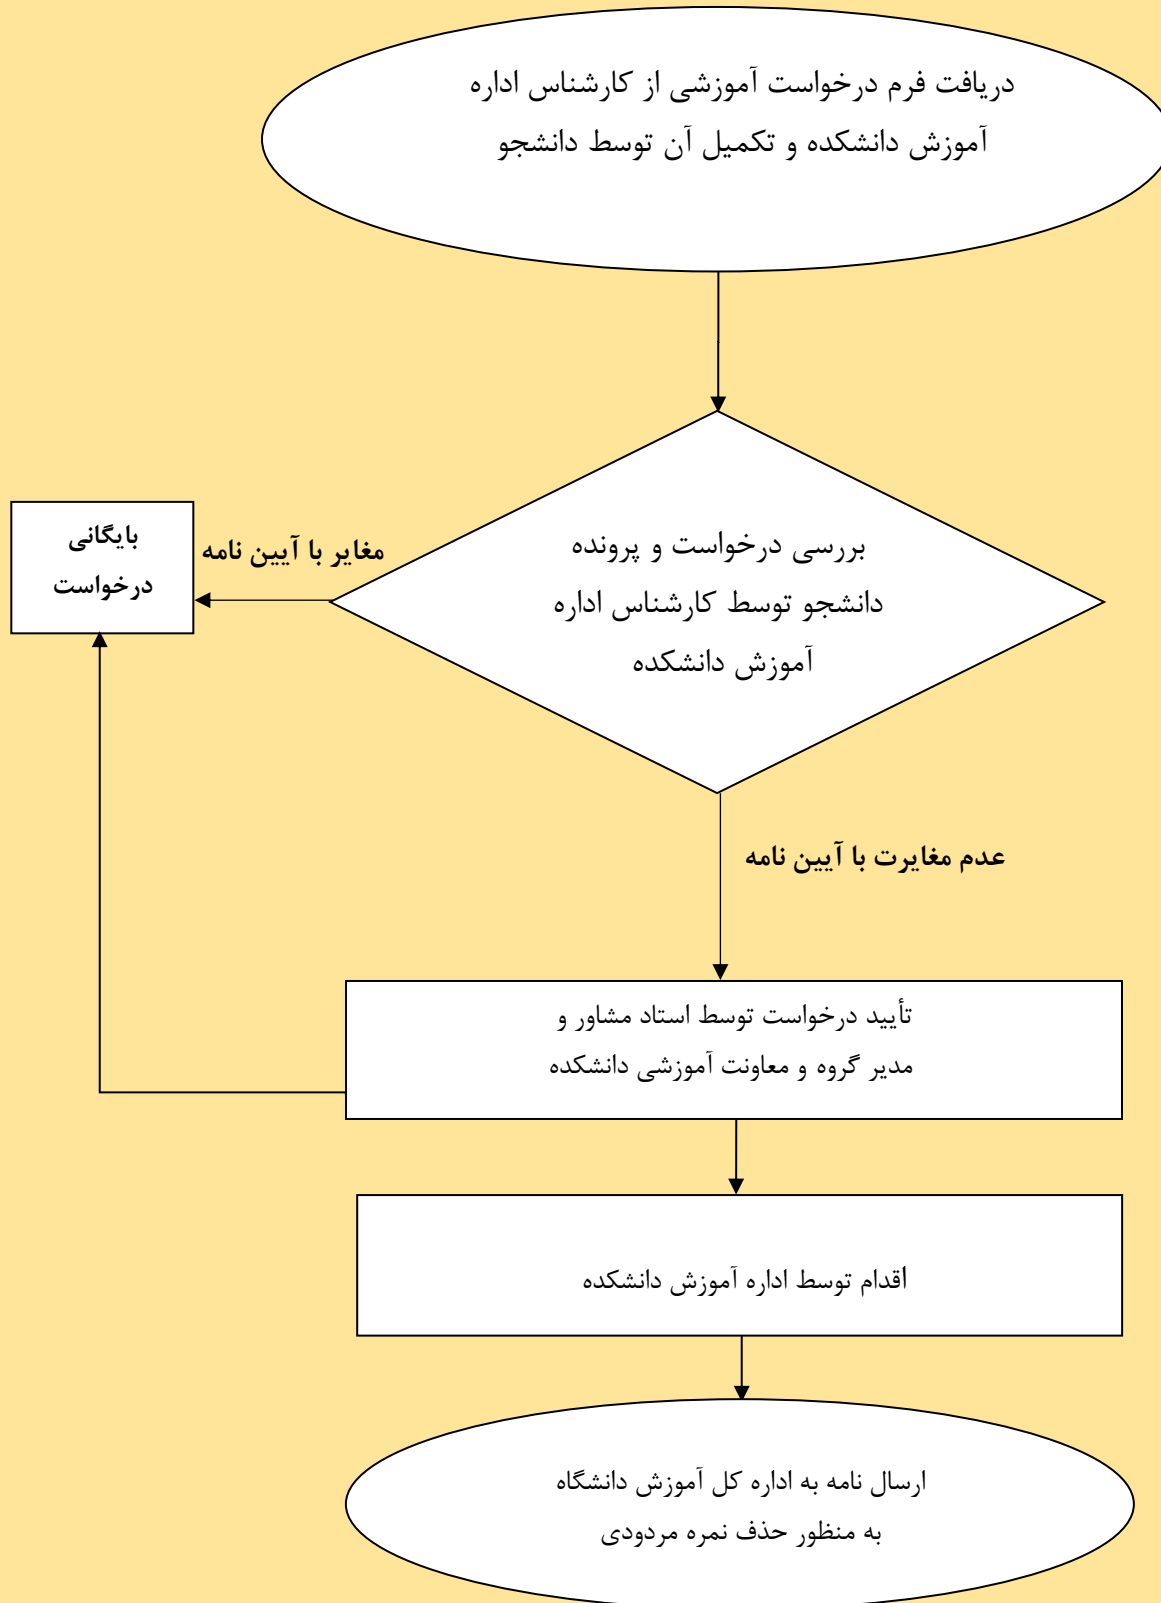 دریافت فرم درخواست آموزشی از کارشناس اداره
آموزش دانشکده و تکمیل آن توسط دانشجو
بررسی درخواست و پرونده
دانشجو توسط کارشناس اداره
آموزش دانشکده
مغایر با آیین نامه
بایگانی
درخواست
عدم مغایرت با آیین نامه
تأیید درخواست توسط استاد مشاور و
مدیر گروه و معاونت آموزشی دانشکده
اقدام توسط اداره آموزش دانشکده
ارسال نامه به اداره کل آموزش دانشگاه
به منظور حذف نمره مردودی